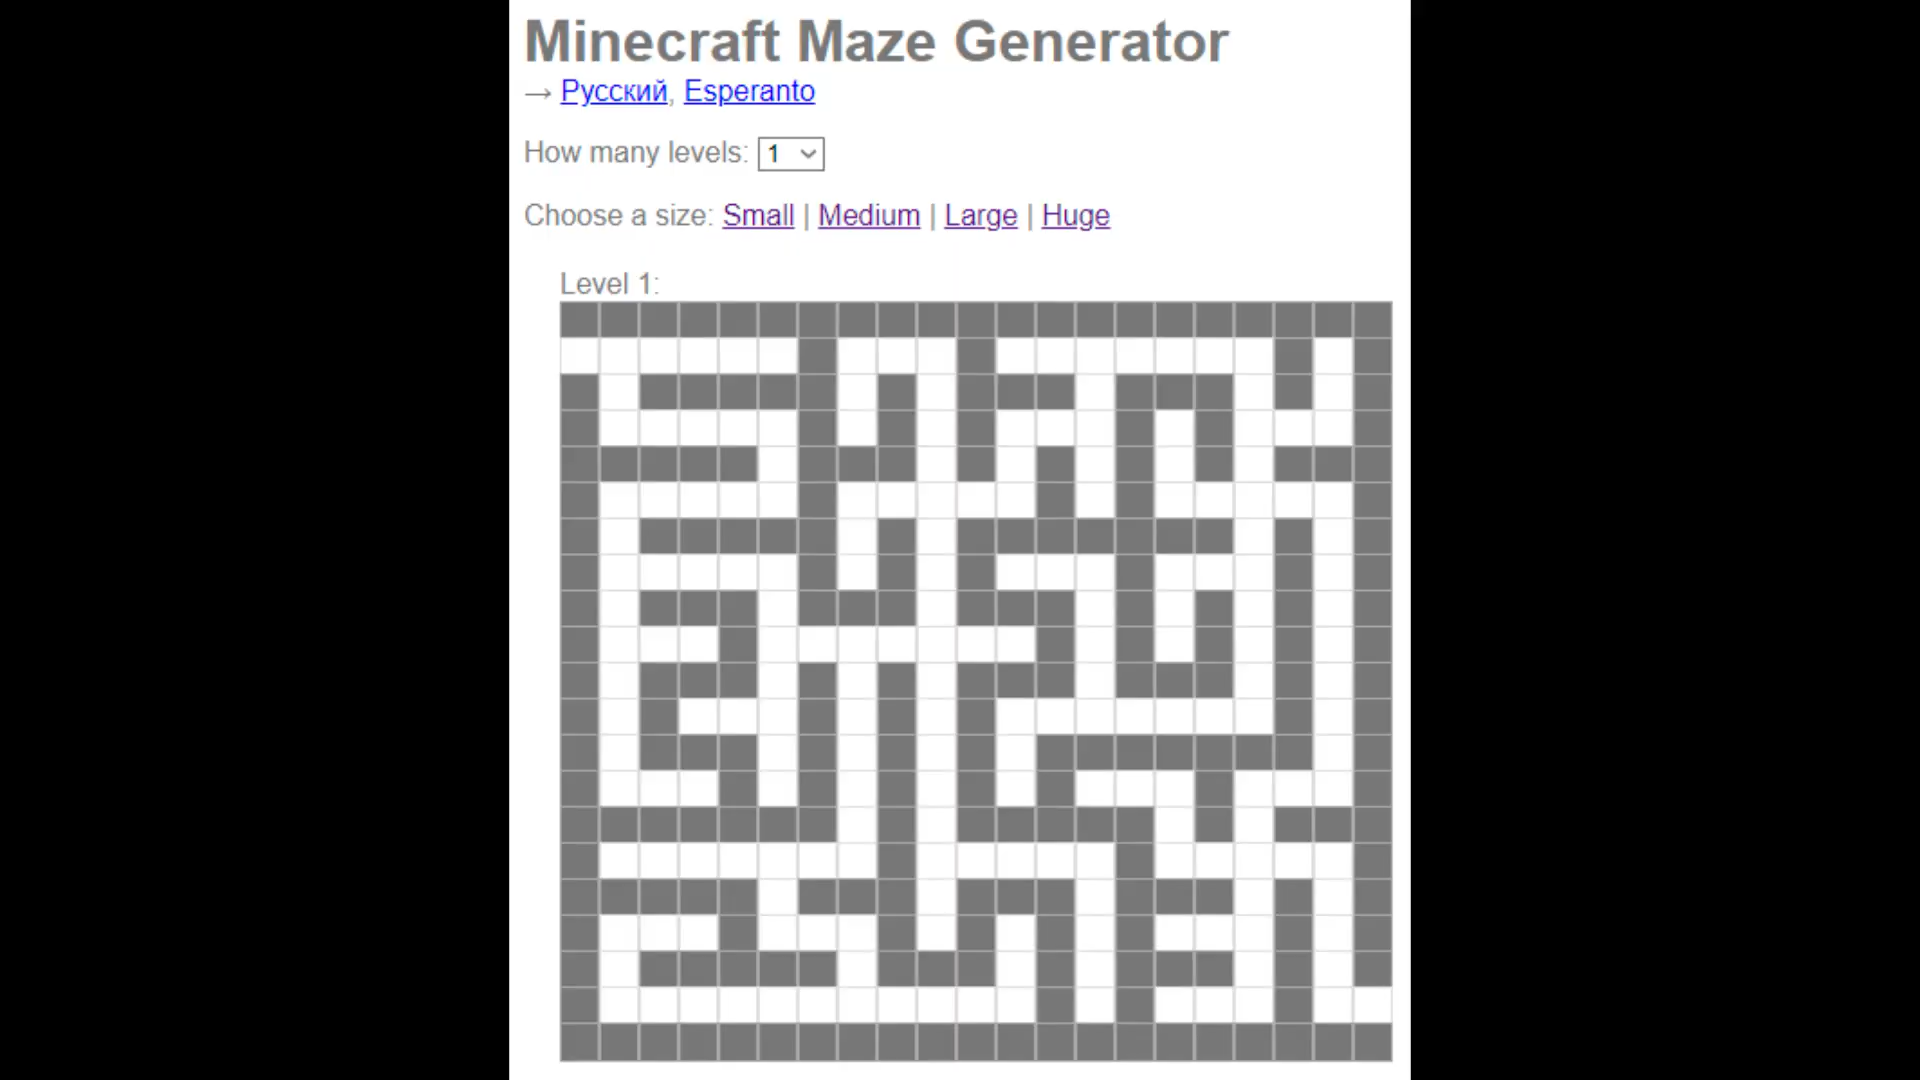 Minecraft Maze Generator
→ Русский, Esperanto
How many levels: 1
Choose a size: Small | Medium | Large | Huge
Level 1: